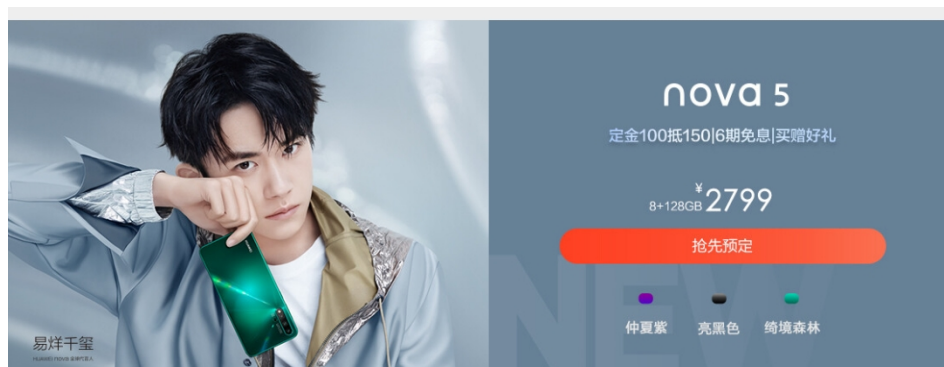 nova 5
定金100抵150|6期免息|买赠好礼
¥
8+128GB 2799
抢先预定
NEW
仲夏紫 亮黑色 绮境森林
易烊千玺